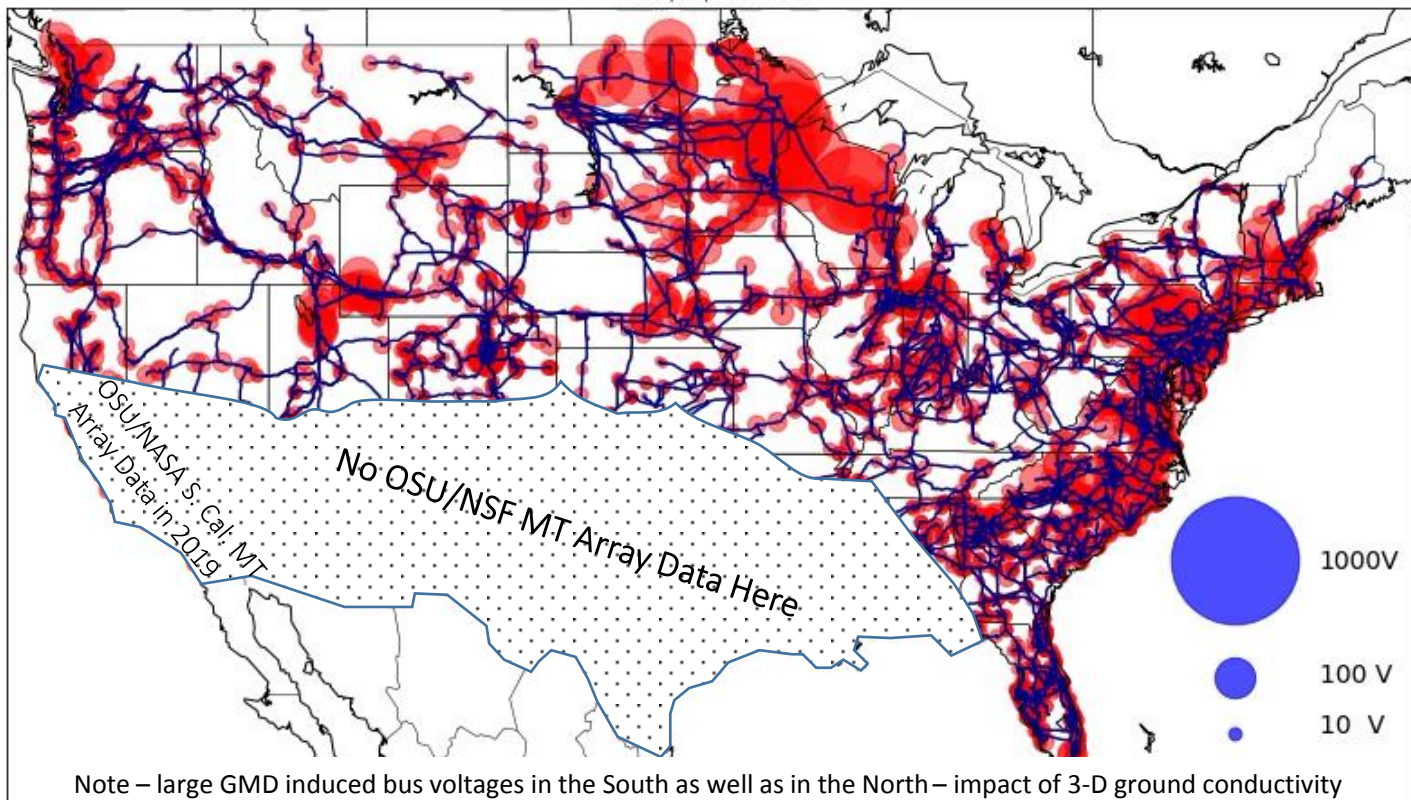 OSU/NASA S. Cal. MT
Array Data in 2019
No OSU/NSF MT Array Data Here
1000V
100 V
10 V
Note – large GMD induced bus voltages in the South as well as in the North – impact of 3-D ground conductivity